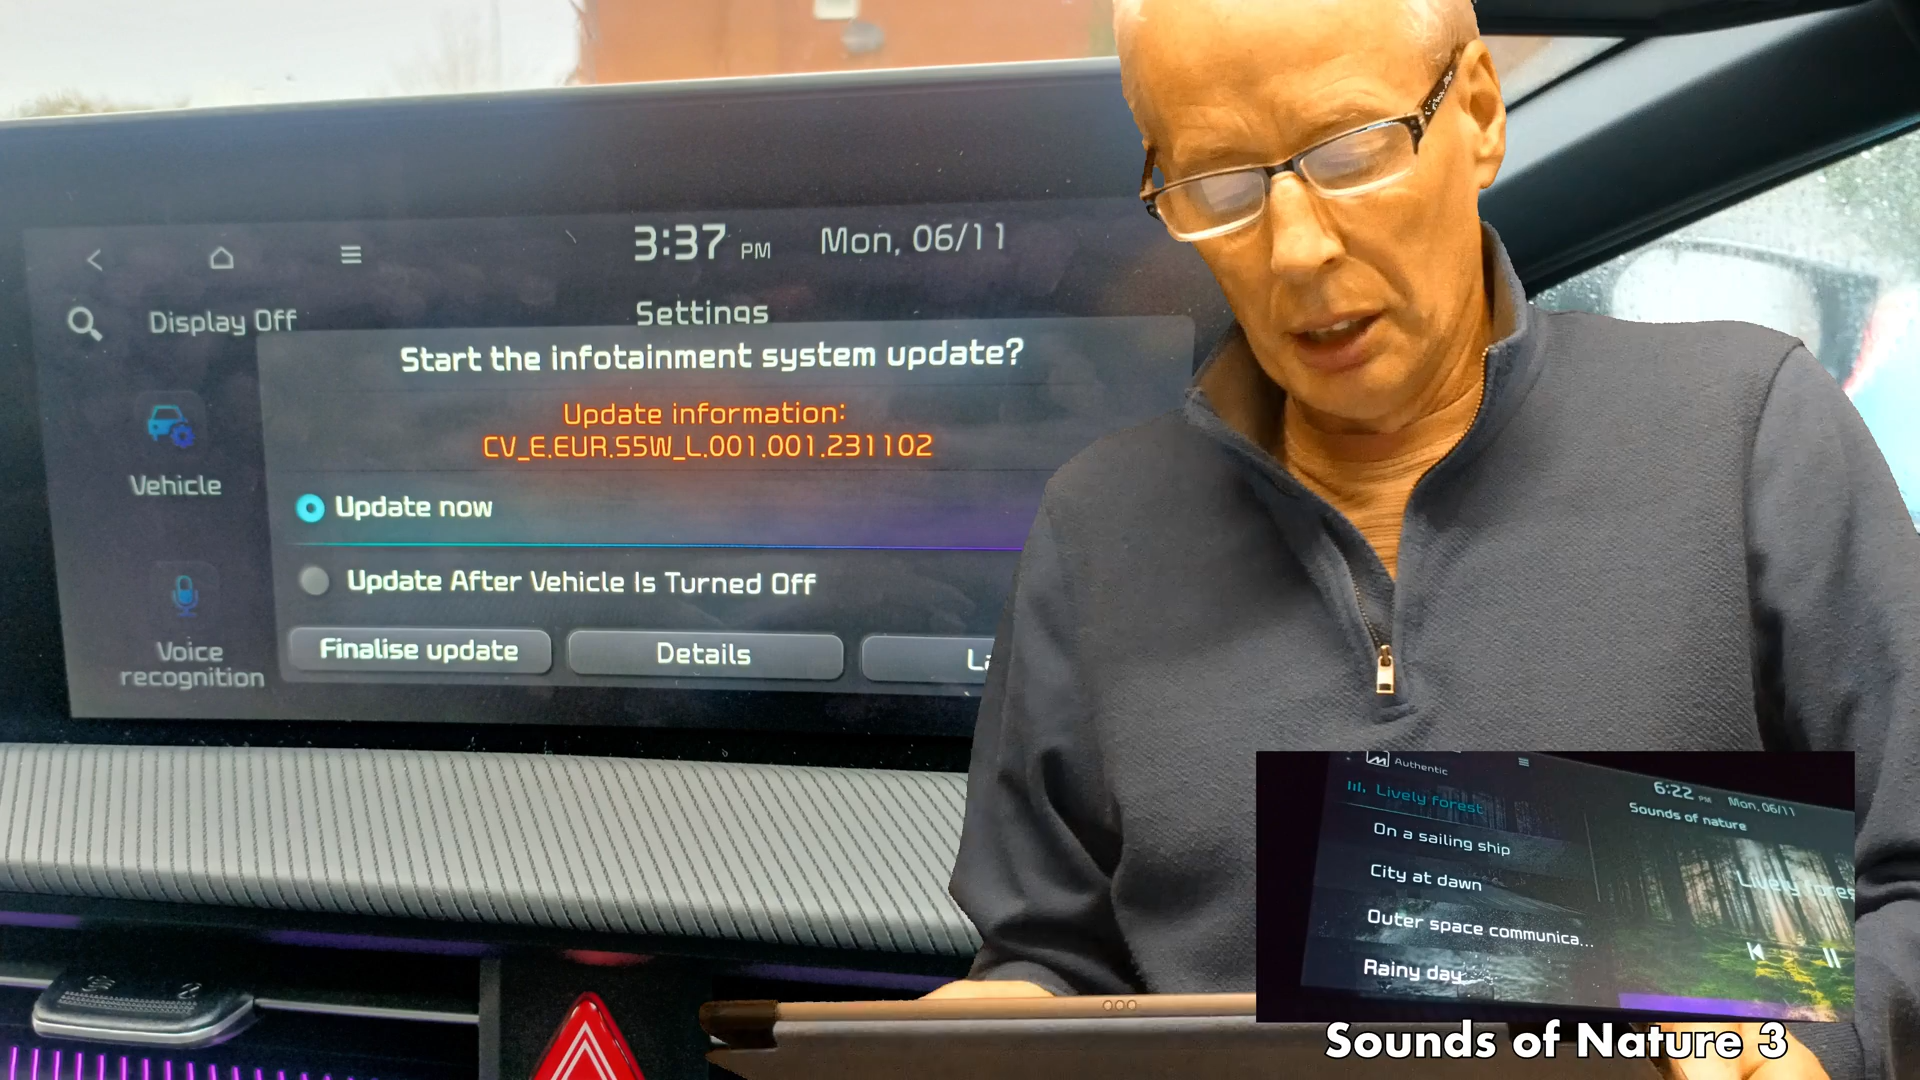 3:37 PM Mon, 06/11
Display Off
Settings
Start the infotainment system update?
Update information:
CV_E.EUR.S5W_L.001.001.231102
Vehicle
Update now
Update After Vehicle Is Turned Off
Voice
recognition
Finalise update
Details
La
Authentic
Lively forest
6:22 PM Mon, 06/11
Sounds of nature
On a sailing ship
City at dawn
Lively fores
Outer space communica...
Rainy day
Sounds of Nature 3